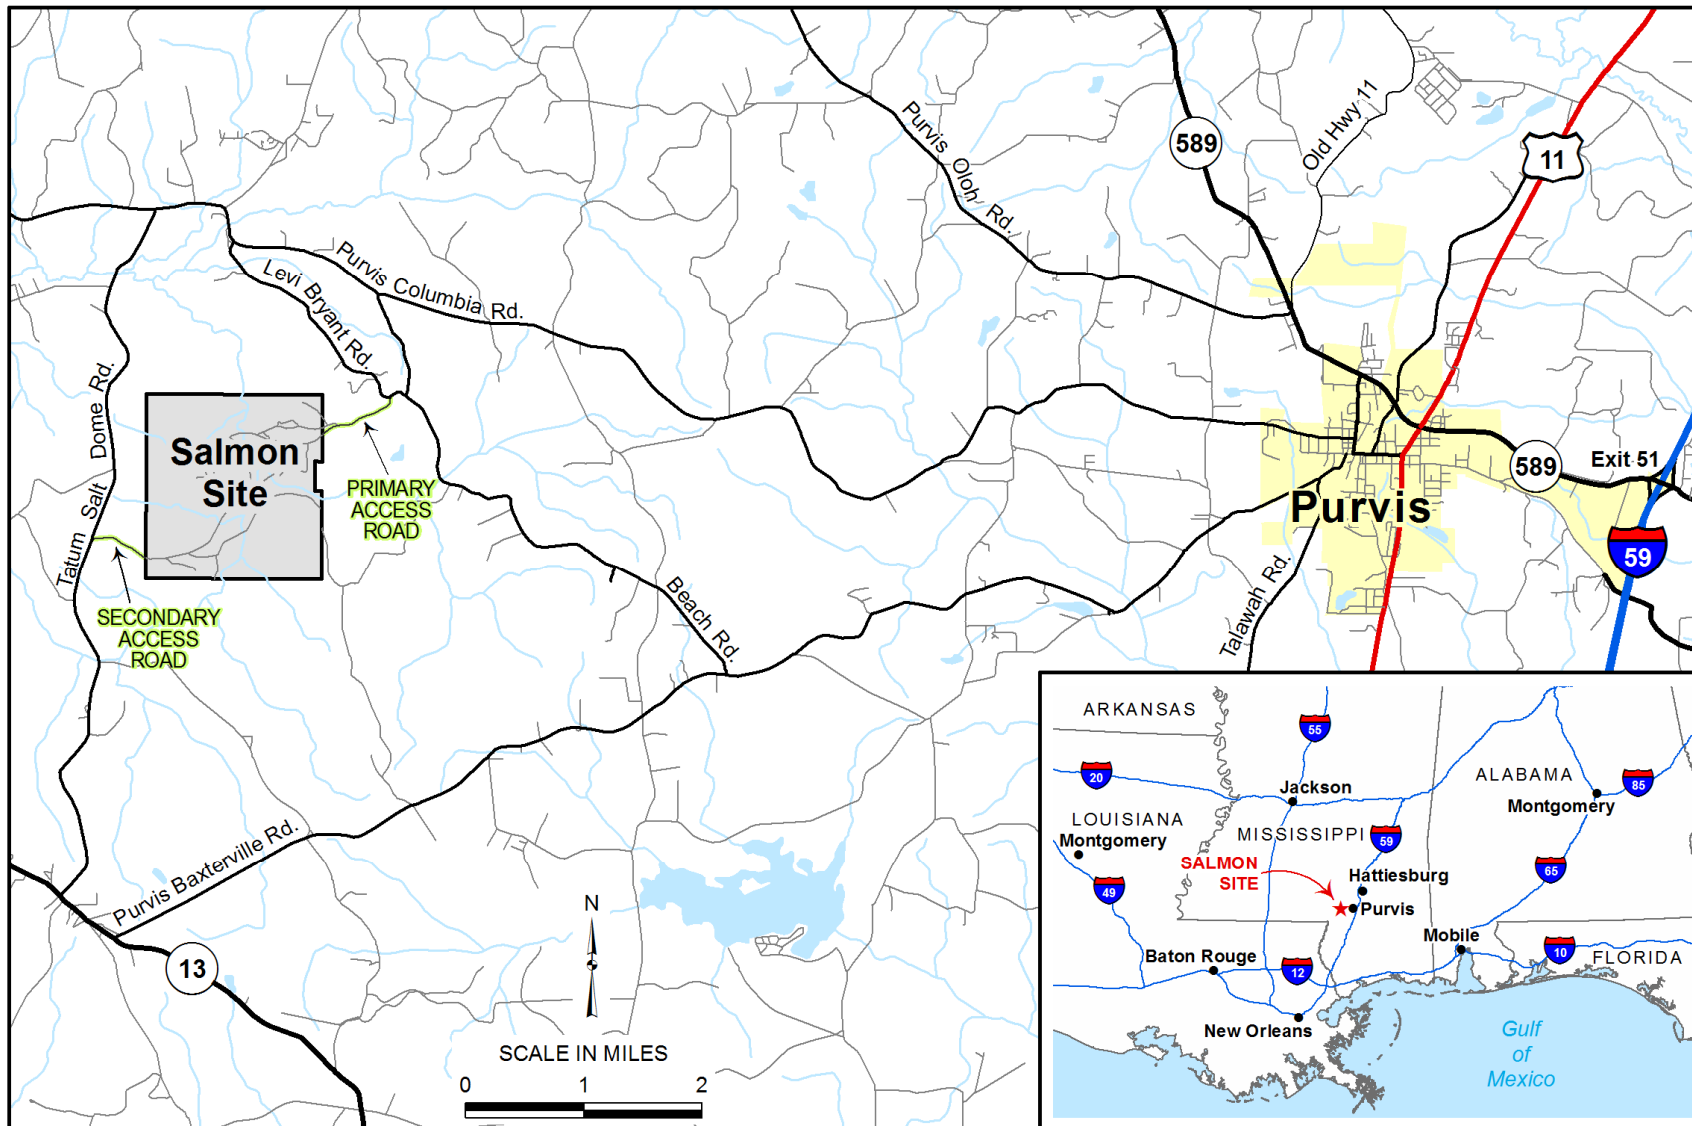 589
Old Hwy 11
11
Purvis Oloh Rd.
Purvis Columbia Rd.
Levi Bryant Rd.
Tatum Salt Dome Rd.
Salmon
Site
PRIMARY
ACCESS
ROAD
SECONDARY
ACCESS
ROAD
Beach Rd.
Purvis
589
Exit 51
59
Talawah Rd.
Purvis Baxterville Rd.
13
N
SCALE IN MILES
0 1 2
ARKANSAS
55
20
ALABAMA
85
Jackson
Montgomery
LOUISIANA
Montgomery
MISSISSIPPI
59
SALMON
SITE
65
49
Hattiesburg
Purvis
Mobile
Baton Rouge
12
10
FLORIDA
New Orleans
Gulf
of
Mexico